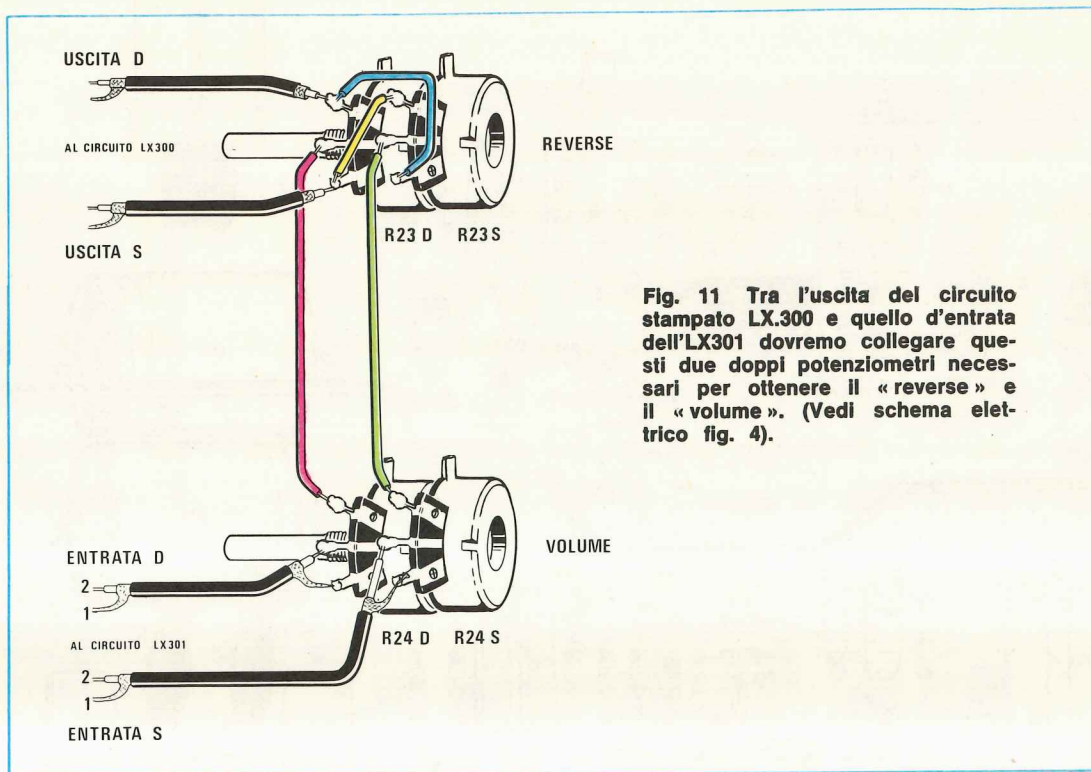 USCITA D
AL CIRCUITO LX300
REVERSE
USCITA S
R23 D R23 S
Fig. 11 Tra l'uscita del circuito
stampato LX.300 e quello d'entrata
dell'LX301 dovremo collegare que-
sti due doppi potenziometri neces-
sari per ottenere il « reverse » e
il « volume ». (Vedi schema elet-
trico fig. 4).
ENTRATA D
2
1
VOLUME
AL CIRCUITO LX301
R24 D R24 S
2
1
ENTRATA S